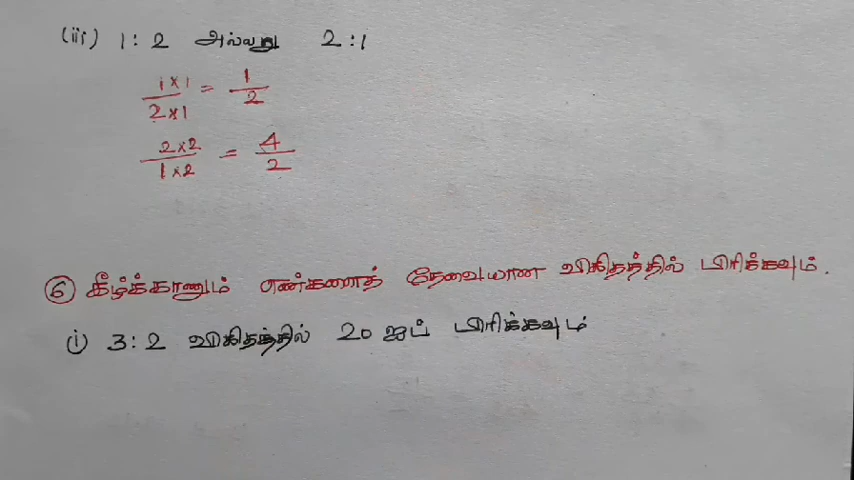 (iii) 1 : 2 அல்லது 2 : 1
1×1/2×1 = 1/2
2×2/1×2 = 4/2
6 கீழ்க்காணும் எண்களைத் தேவையான விகிதத்தில் பிரிக்கவும்.
(i) 3 : 2 விகிதத்தில் 20 ஐப் பிரிக்கவும்